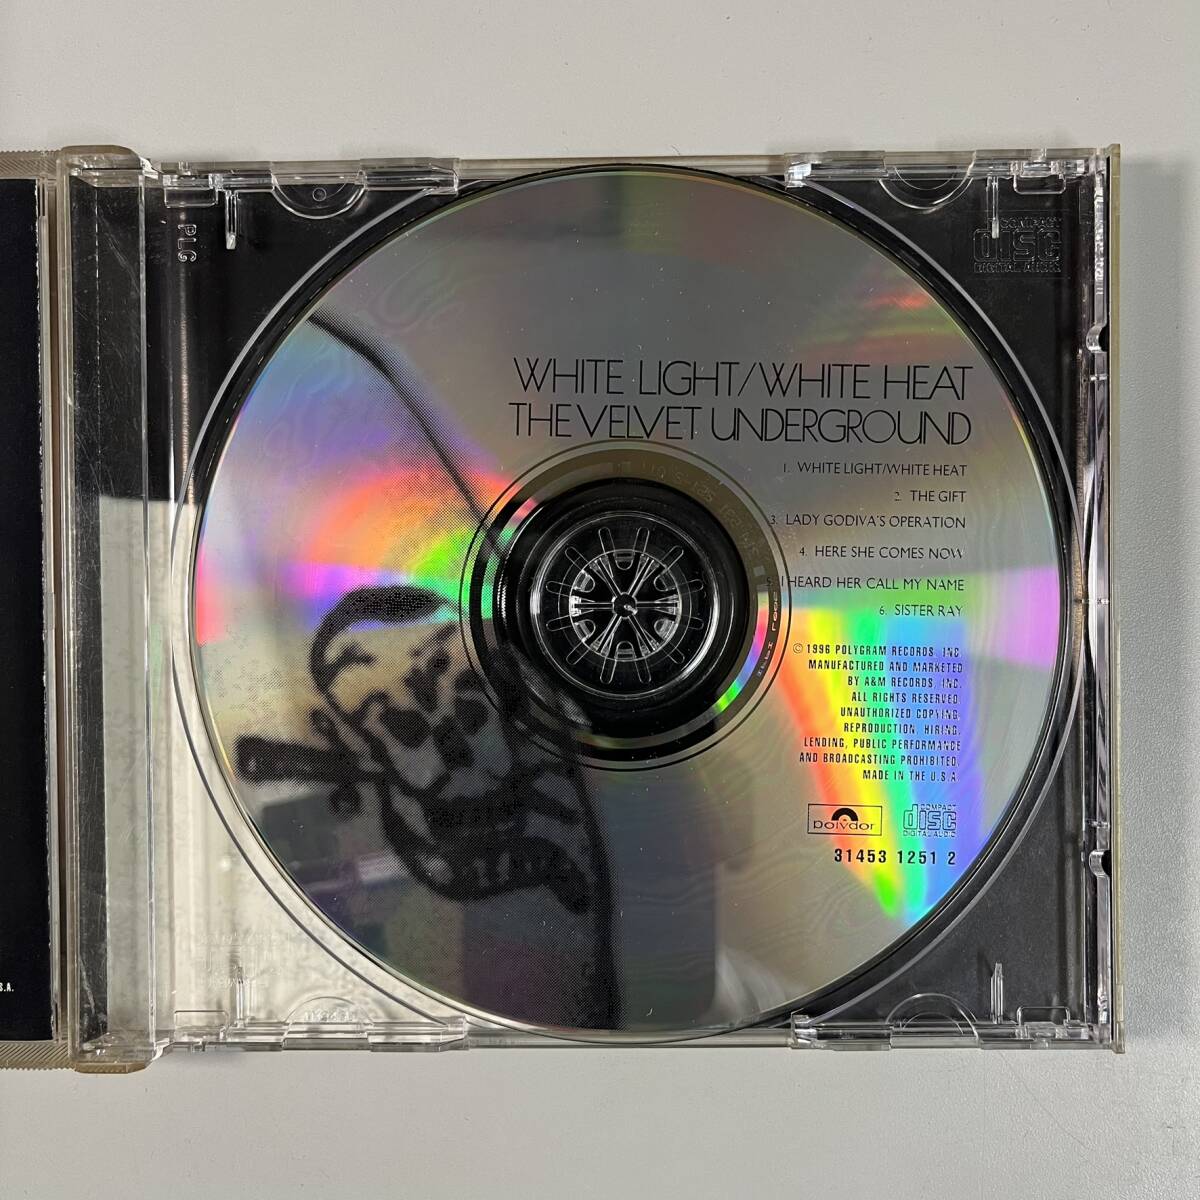 PLG
COMPACT
disc
DIGITAL AUDIO
WHITE LIGHT/WHITE HEAT
THE VELVET UNDERGROUND
1. WHITE LIGHT/WHITE HEAT
2. THE GIFT
3. LADY GODIVA'S OPERATION
4. HERE SHE COMES NOW
5. I HEARD HER CALL MY NAME
6. SISTER RAY
© 1996 POLYGRAM RECORDS, INC.
MANUFACTURED AND MARKETED
BY A&M RECORDS, INC.
ALL RIGHTS RESERVED.
UNAUTHORIZED COPYING,
REPRODUCTION, HIRING,
LENDING, PUBLIC PERFORMANCE
AND BROADCASTING PROHIBITED.
MADE IN THE U.S.A.
polydor
COMPACT
disc
DIGITAL AUDIO
31453 1251 2
S.A.